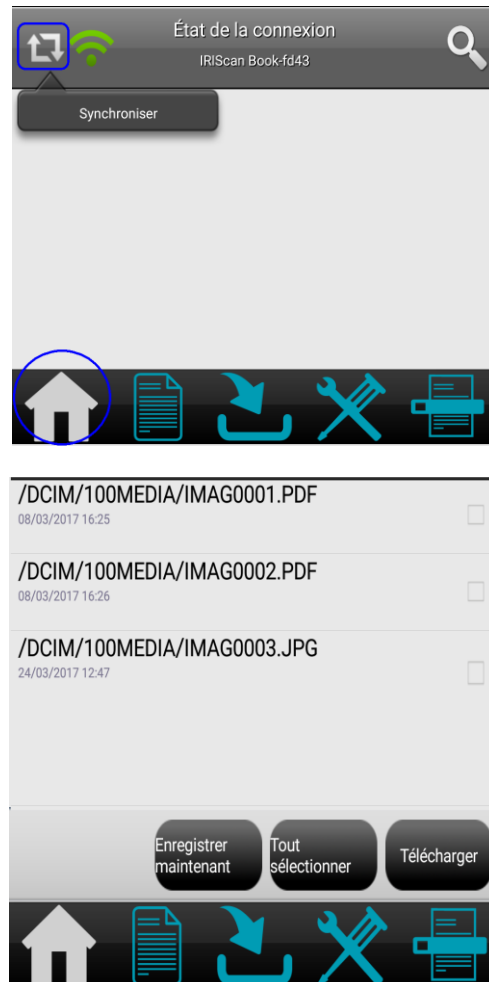 État de la connexion
IRIScan Book-fd43
Synchroniser
/DCIM/100MEDIA/IMAG0001.PDF
08/03/2017 16:25
/DCIM/100MEDIA/IMAG0002.PDF
08/03/2017 16:26
/DCIM/100MEDIA/IMAG0003.JPG
24/03/2017 12:47
Enregistrer
maintenant
Tout
sélectionner
Télécharger